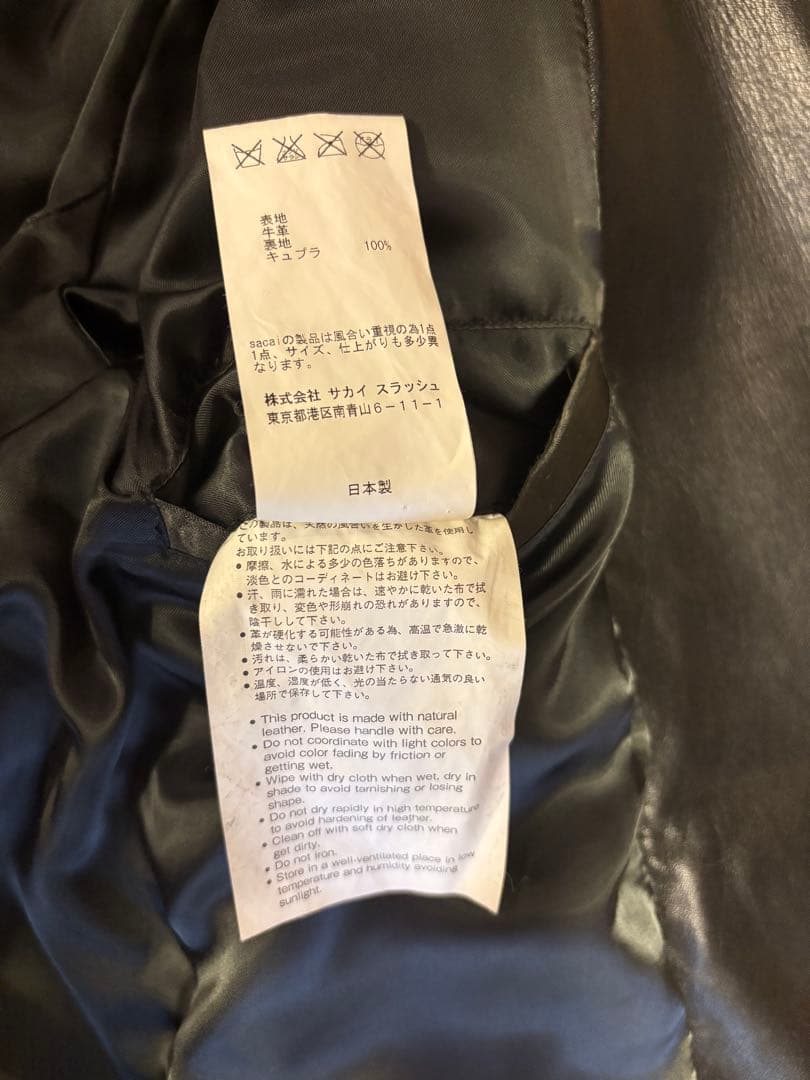 表地
牛革
裏地
キュプラ 100%
sacaiの製品は風合い重視の為1点
1点、サイズ、仕上がりも多少異
なります。
株式会社 サカイ スラッシュ
東京都港区南青山6-11-1
日本製
この製品は、天然の風合いを生かした革を使用し
ています。
お取り扱いには下記の点にご注意下さい。
● 摩擦、水による多少の色落ちがありますので、
淡色とのコーディネートはお避け下さい。
● 汗、雨に濡れた場合は、速やかに乾いた布で拭
き取り、変色や形崩れの恐れがありますので、
陰干しして下さい。
● 革が硬化する可能性がある為、高温で急激に乾
燥させないで下さい。
● 汚れは、柔らかい乾いた布で拭き取って下さい。
● アイロンの使用はお避け下さい。
● 温度、湿度が低く、光の当たらない通気の良い
場所で保存して下さい。
● This product is made with natural
leather. Please handle with care.
● Do not coordinate with light colors to
avoid color fading by friction or
getting wet.
● Wipe with dry cloth when wet, dry in
shade to avoid tarnishing or losing
shape.
● Do not dry rapidly in high temperature
to avoid hardening of leather.
● Clean off with soft dry cloth when
get dirty.
● Do not iron.
● Store in a well-ventilated place in low
temperature and humidity avoiding
sunlight.